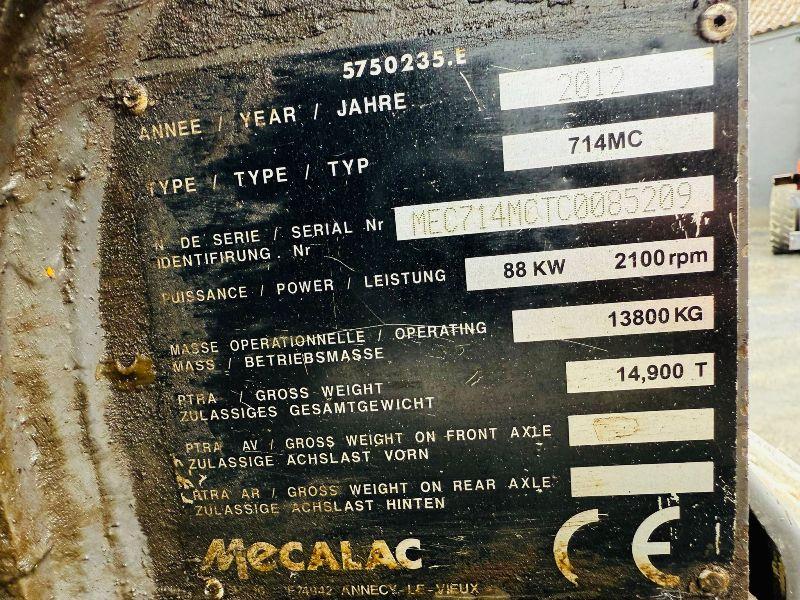 5750235.E
ANNEE / YEAR / JAHRE 2012
TYPE / TYPE / TYP 714MC
N DE SERIE / SERIAL Nr MEC714MCTC0085209
IDENTIFIRUNG. Nr
PUISSANCE / POWER / LEISTUNG 88 KW 2100 rpm
MASSE OPERATIONNELLE / OPERATING 13800 KG
MASS / BETRIEBSMASSE
PTRA / GROSS WEIGHT 14,900 T
ZULASSIGES GESAMTGEWICHT
PTRA AV / GROSS WEIGHT ON FRONT AXLE
ZULASSIGE ACHSLAST VORN
PTRA AR / GROSS WEIGHT ON REAR AXLE
ZULASSIGE ACHSLAST HINTEN
MECALAC CE
F74942 ANNECY-LE-VIEUX